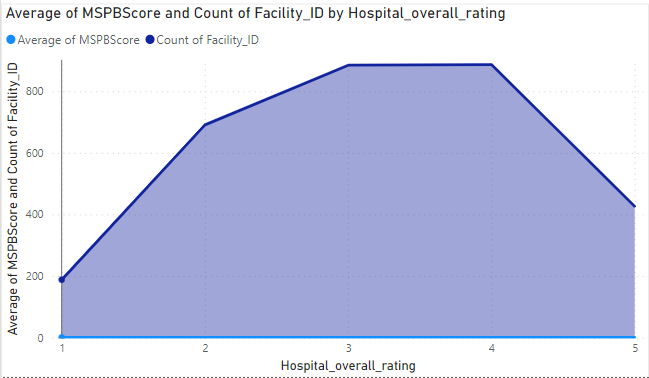 Average of MSPBScore and Count of Facility_ID by Hospital_overall_rating
Average of MSPBScore Count of Facility_ID
Average of MSPBScore and Count of Facility_ID
800
600
400
200
0
1 2 3 4 5
Hospital_overall_rating